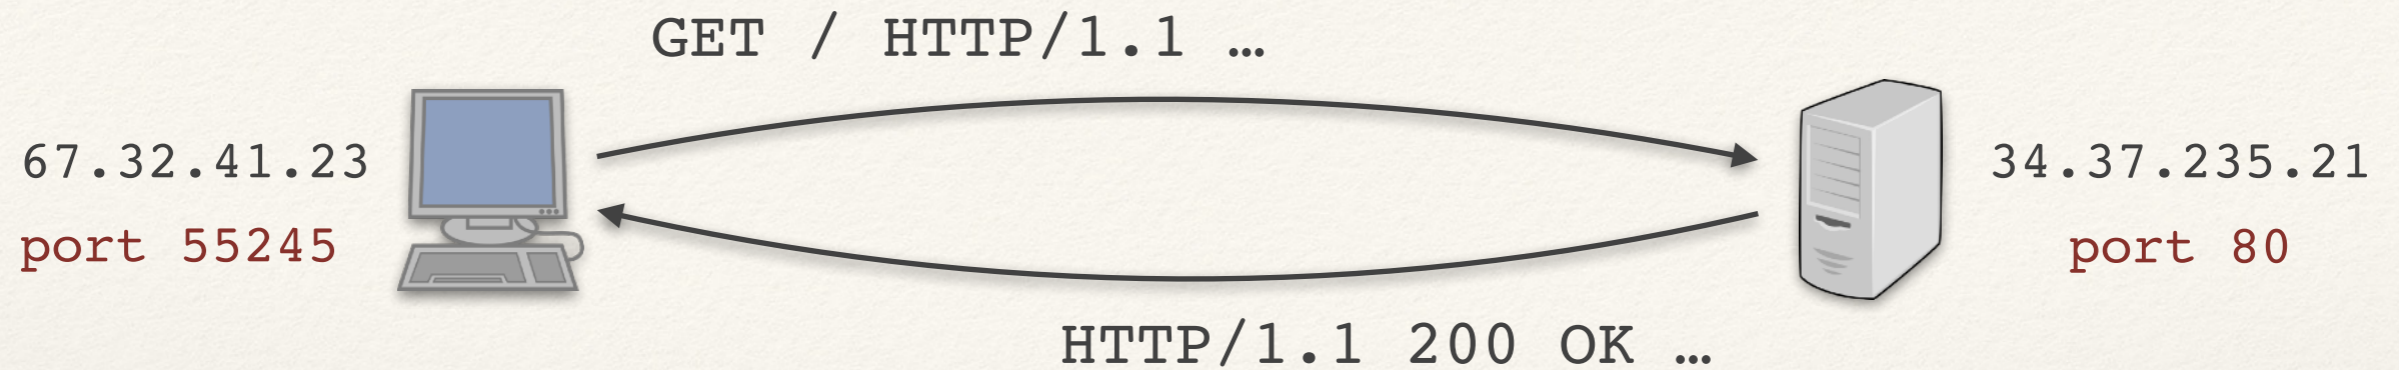 GET / HTTP/1.1 …
67.32.41.23
port 55245
34.37.235.21
port 80
HTTP/1.1 200 OK …